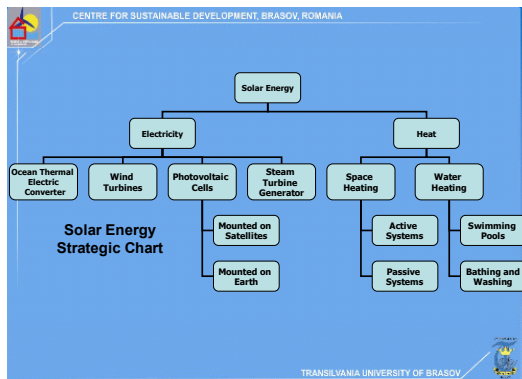 CENTRE FOR SUSTAINABLE DEVELOPMENT, BRASOV, ROMANIA
Solar Energy
Electricity
Heat
Ocean Thermal
Electric
Converter
Wind
Turbines
Photovoltaic
Cells
Steam
Turbine
Generator
Space
Heating
Water
Heating
Solar Energy
Strategic Chart
Mounted on
Satellites
Active
Systems
Swimming
Pools
Mounted on
Earth
Passive
Systems
Bathing and
Washing
TRANSILVANIA UNIVERSITY OF BRASOV